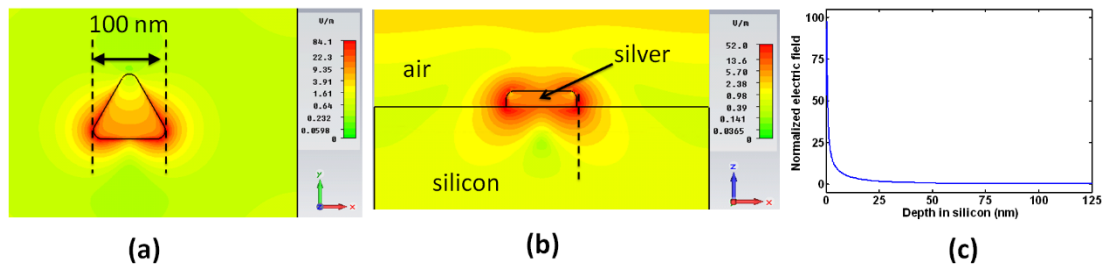 100 nm
V/m
84.1
22.3
9.35
3.91
1.61
0.64
0.232
0.0598
0
y
z
x
(a)
air
silver
silicon
V/m
52.0
13.6
5.70
2.38
0.98
0.39
0.141
0.0365
0
z
x
(b)
Normalized electric field
100
75
50
25
0
0
25
50
75
100
125
Depth in silicon (nm)
(c)